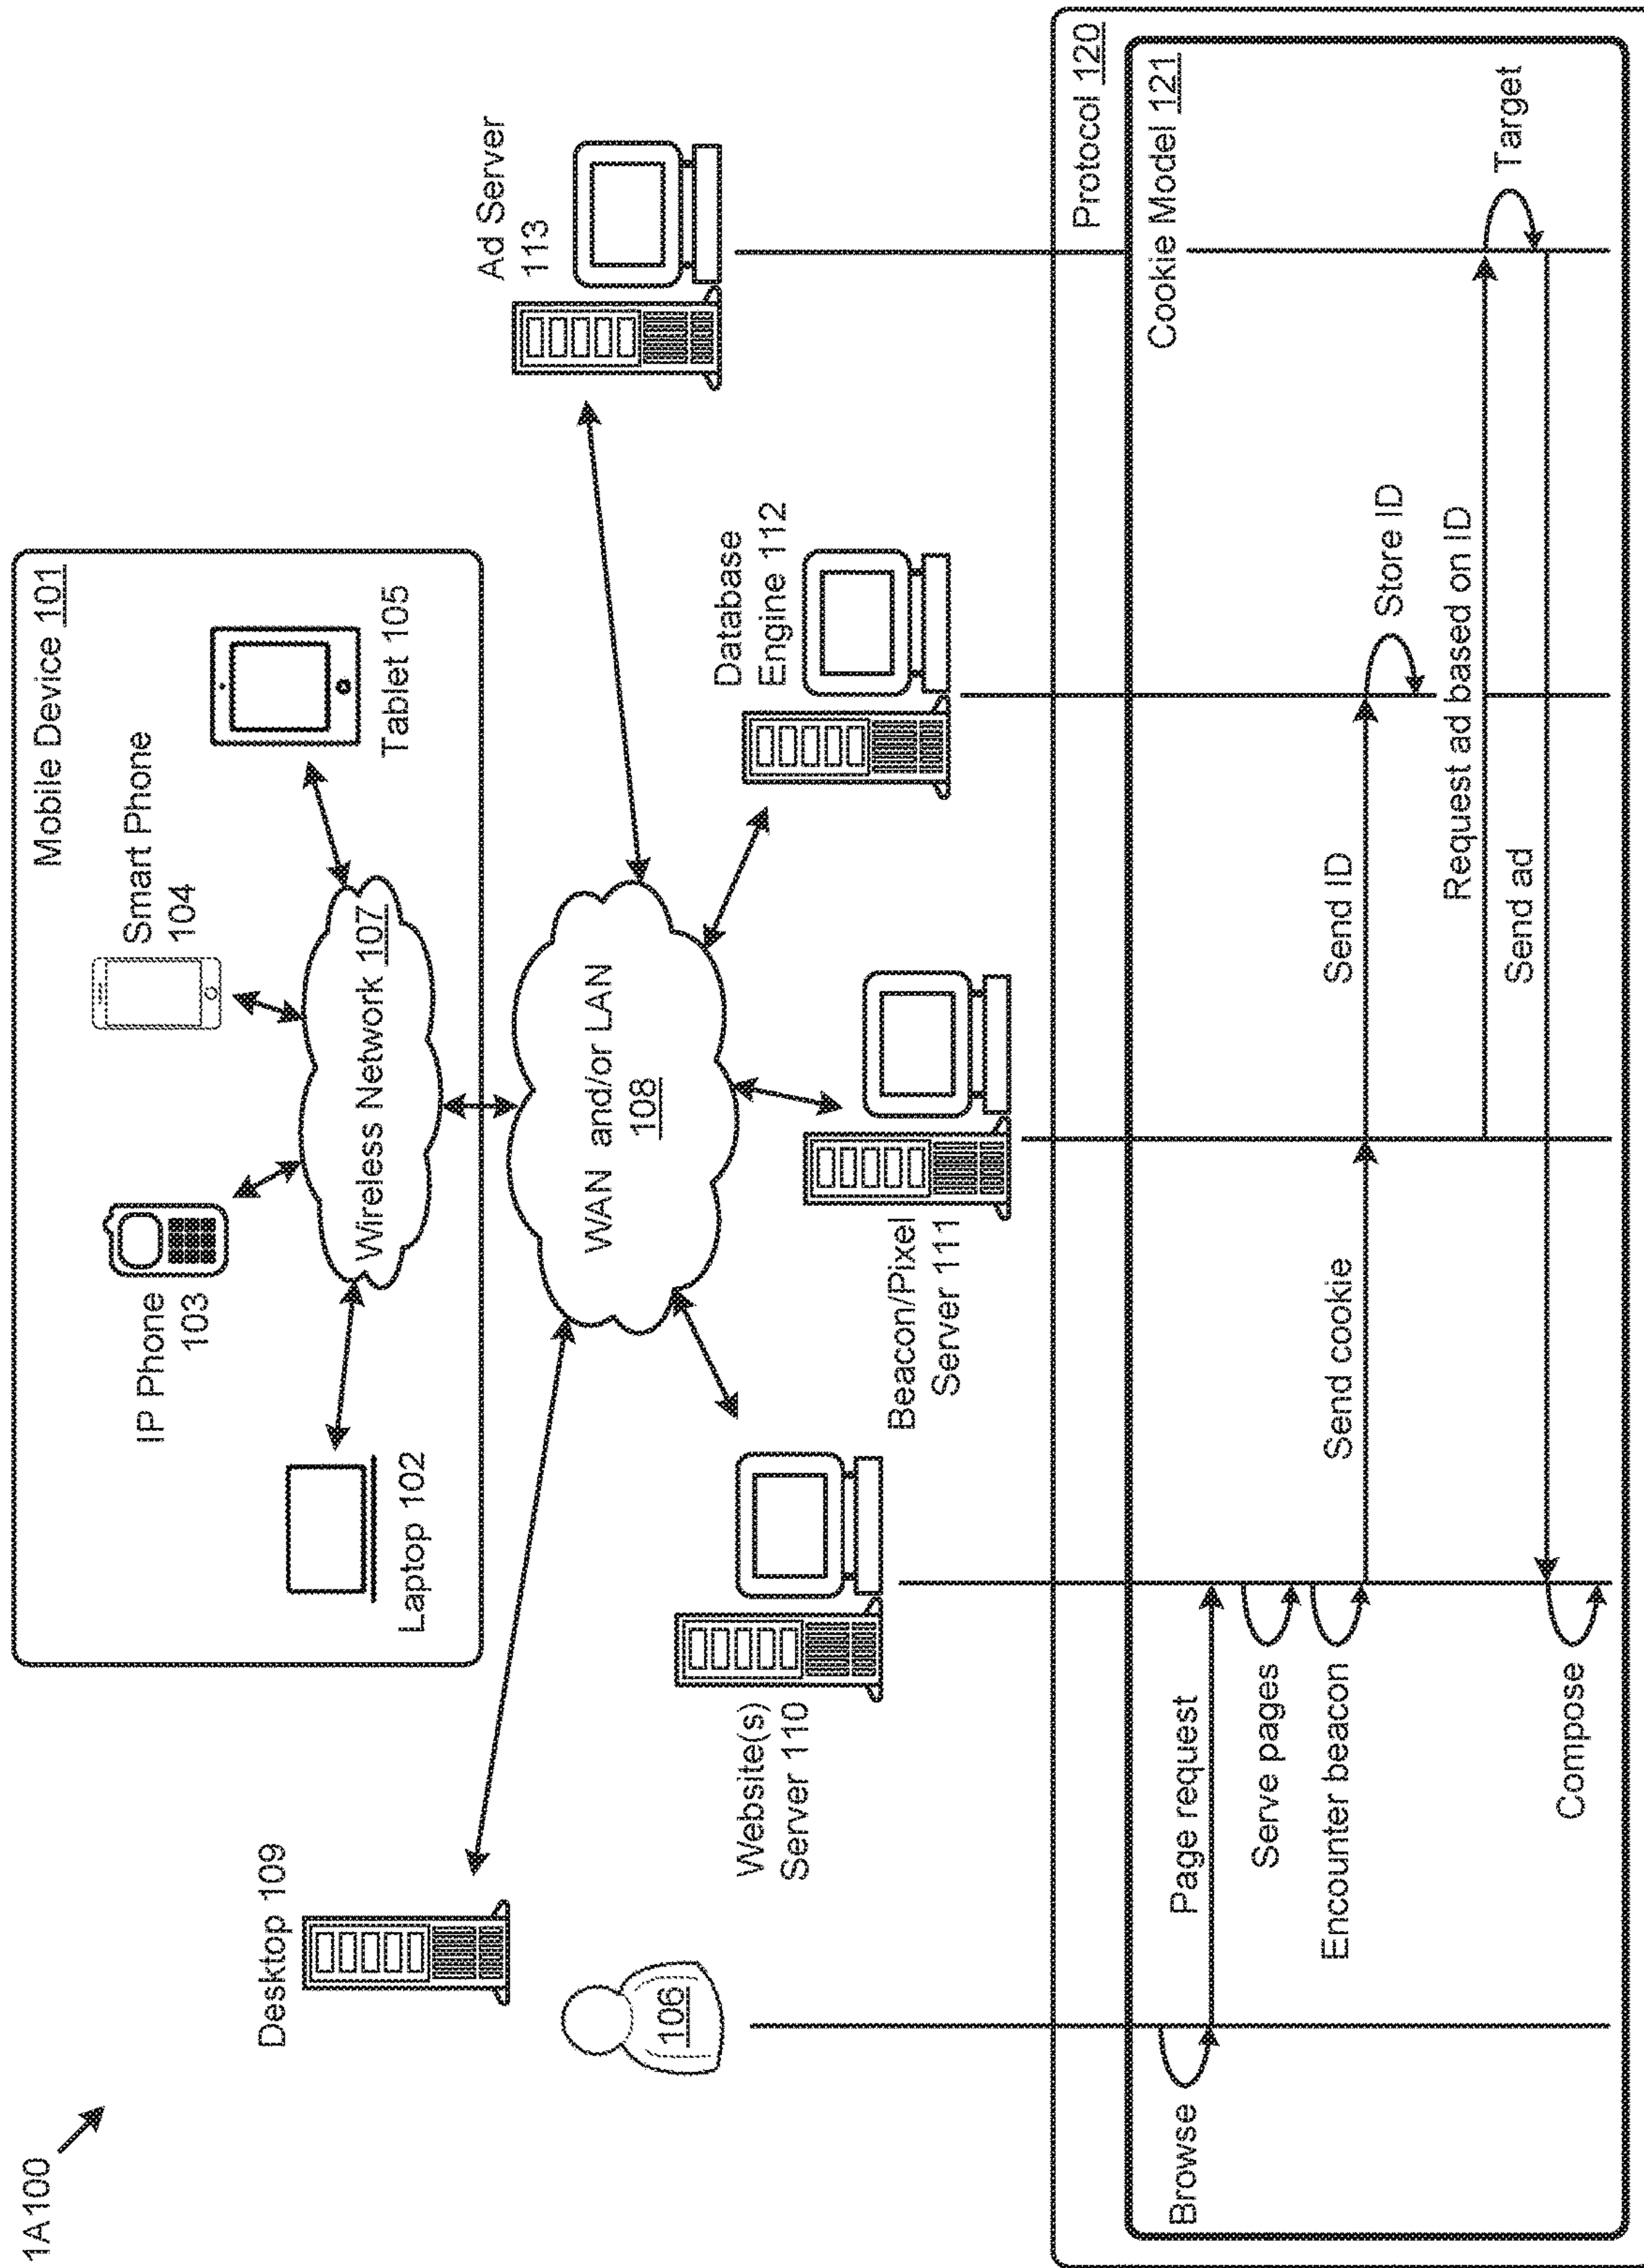 1A100
Mobile Device 101
IP Phone
103
Smart Phone
104
Laptop 102
Tablet 105
Wireless Network 107
Desktop 109
WAN and/or LAN
108
106
Website(s)
Server 110
Beacon/Pixel
Server 111
Database
Engine 112
Ad Server
113
Protocol 120
Cookie Model 121
Browse
Page request
Serve pages
Encounter beacon
Send cookie
Send ID
Store ID
Request ad based on ID
Target
Send ad
Compose